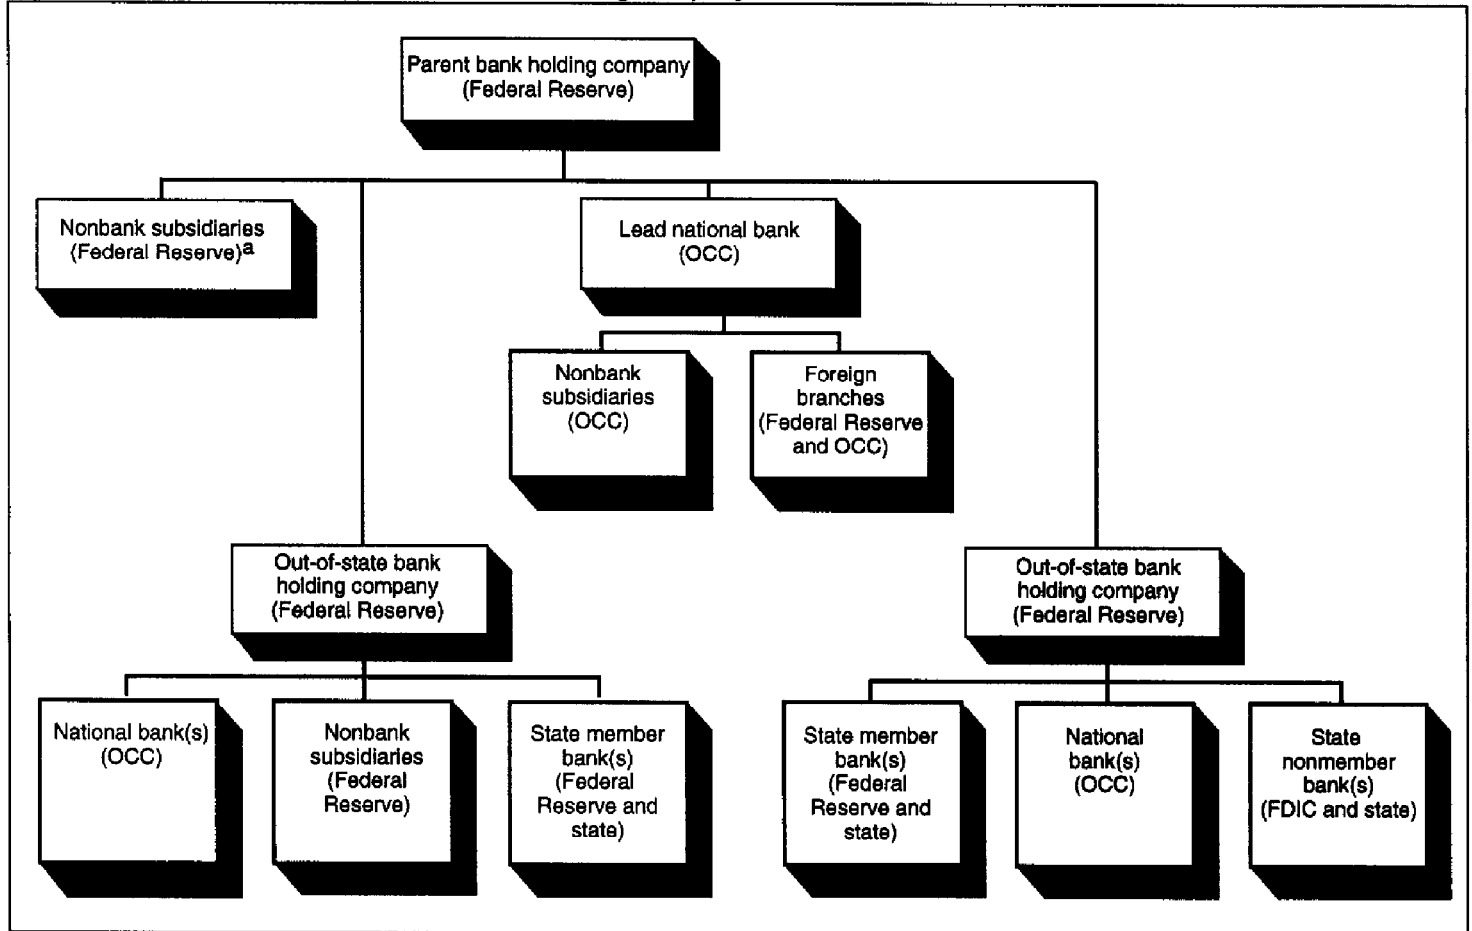 Parent bank holding company
(Federal Reserve)
Nonbank subsidiaries
(Federal Reserve)a
Lead national bank
(OCC)
Nonbank
subsidiaries
(OCC)
Foreign
branches
(Federal Reserve
and OCC)
Out-of-state bank
holding company
(Federal Reserve)
Out-of-state bank
holding company
(Federal Reserve)
National bank(s)
(OCC)
Nonbank
subsidiaries
(Federal
Reserve)
State member
bank(s)
(Federal
Reserve and
state)
State member
bank(s)
(Federal
Reserve and
state)
National
bank(s)
(OCC)
State
nonmember
bank(s)
(FDIC and state)